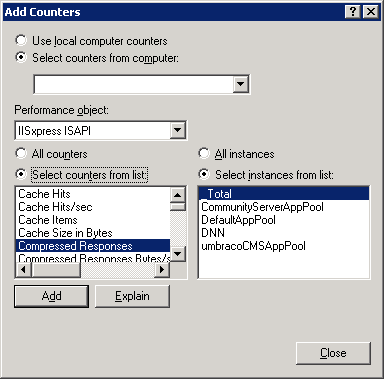 Add Counters
Use local computer counters
Select counters from computer:
Performance object:
IISxpress ISAPI
All counters
All instances
Select counters from list:
Select instances from list:
Cache Hits
Cache Hits/sec
Cache Items
Cache Size in Bytes
Compressed Responses
Compressed Responses Bytes/s
_Total
CommunityServerAppPool
DefaultAppPool
DNN
umbracoCMSAppPool
Add
Explain
Close